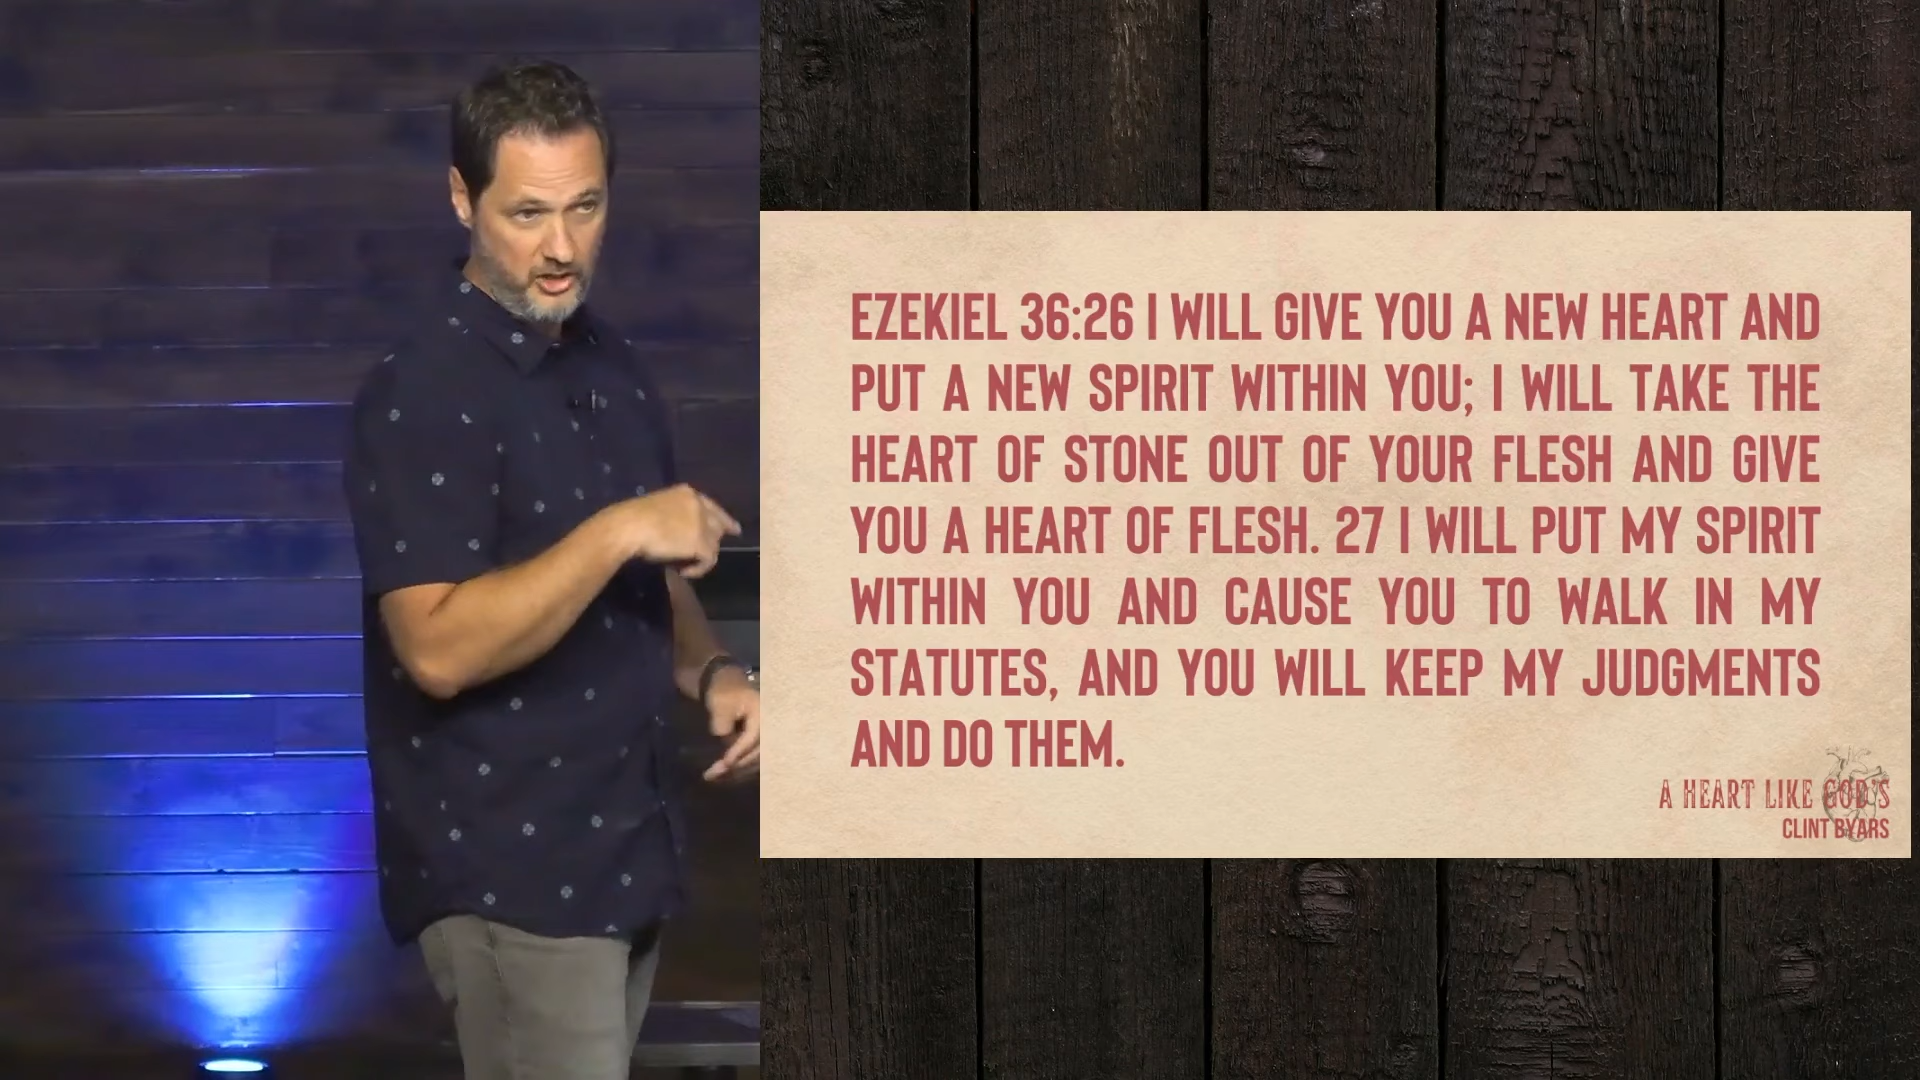 EZEKIEL 36:26 I WILL GIVE YOU A NEW HEART AND
PUT A NEW SPIRIT WITHIN YOU; I WILL TAKE THE
HEART OF STONE OUT OF YOUR FLESH AND GIVE
YOU A HEART OF FLESH. 27 I WILL PUT MY SPIRIT
WITHIN YOU AND CAUSE YOU TO WALK IN MY
STATUTES, AND YOU WILL KEEP MY JUDGMENTS
AND DO THEM.
A HEART LIKE GOD'S
CLINT BYARS